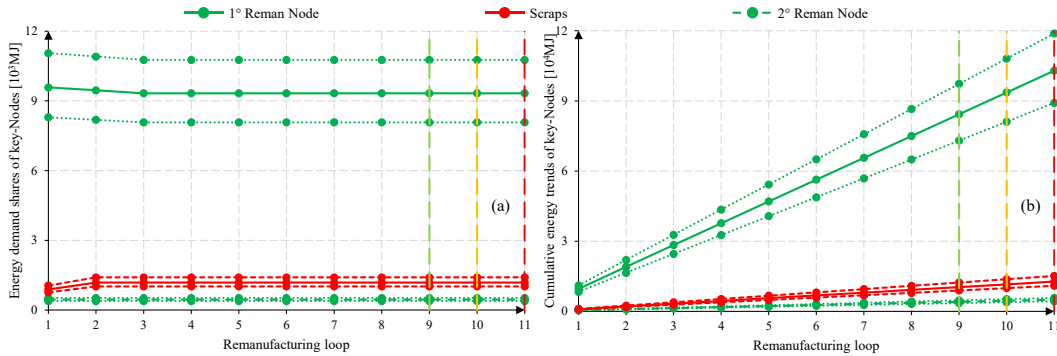 1° Reman Node Scraps 2° Reman Node
Energy demand shares of key-Nodes [10³MJ]
12
9
6
3
0
(a)
1 2 3 4 5 6 7 8 9 10 11
Remanufacturing loop
Cumulative energy trends of key-Nodes [10⁴MJ]
12
9
6
3
0
(b)
1 2 3 4 5 6 7 8 9 10 11
Remanufacturing loop